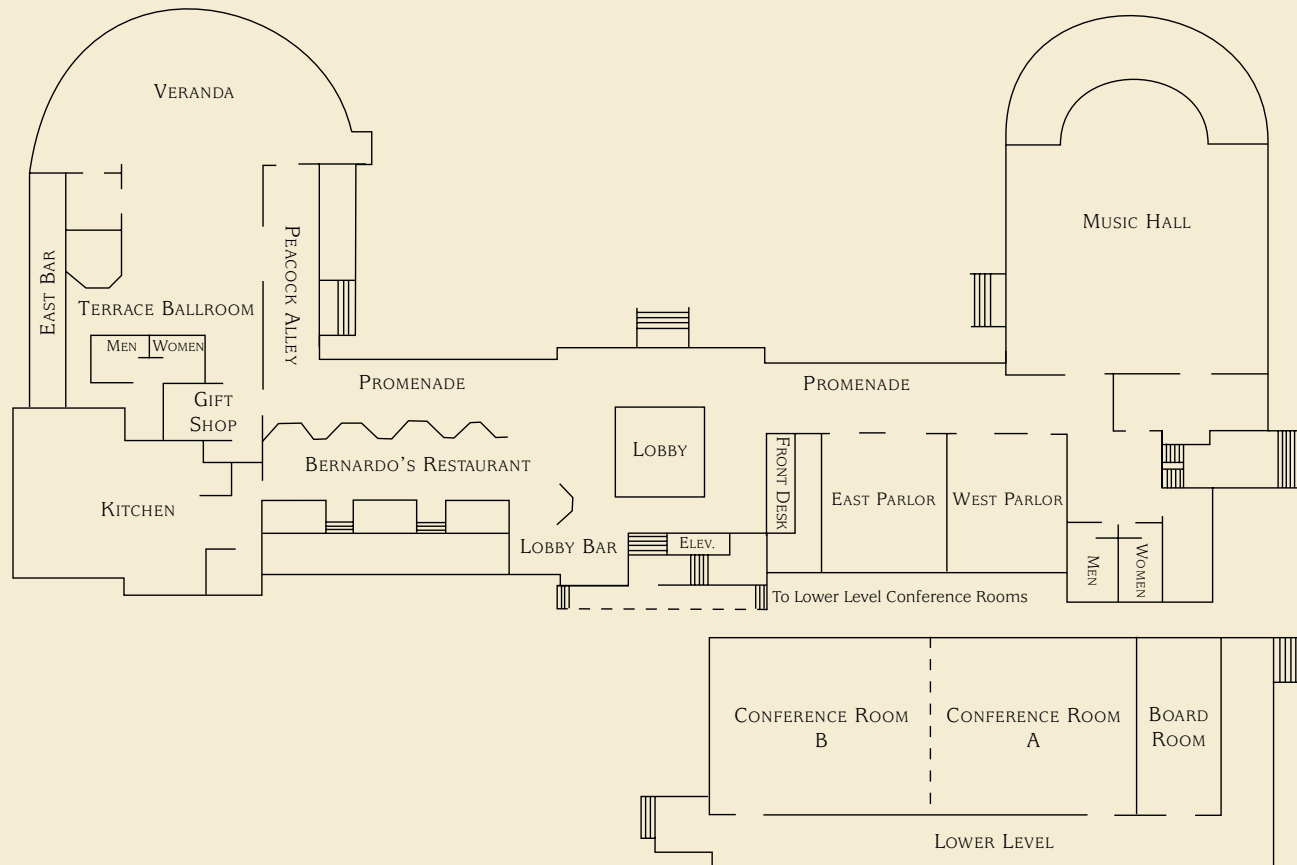 Veranda
Music Hall
East Bar
Peacock Alley
Terrace Ballroom
Men
Women
Promenade
Promenade
Gift
Shop
Lobby
Front Desk
Bernardo's Restaurant
East Parlor
West Parlor
Kitchen
Lobby Bar
Elev.
Men
Women
To Lower Level Conference Rooms
Conference Room
B
Conference Room
A
Board
Room
Lower Level